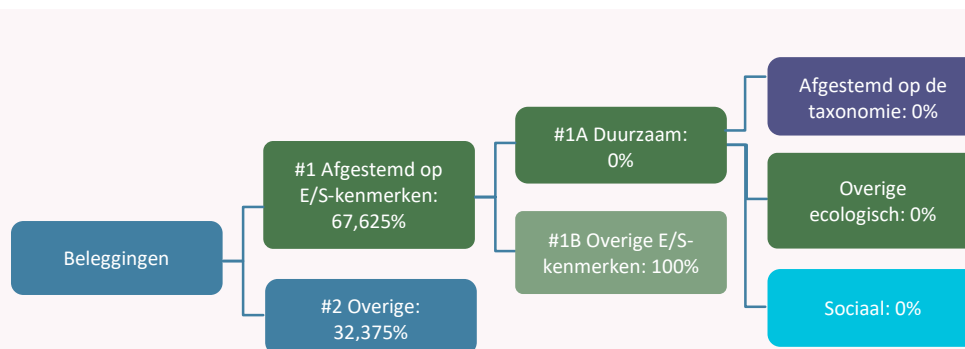 Beleggingen
#1 Afgestemd op
E/S-kenmerken:
67,625%
#2 Overige:
32,375%
#1A Duurzaam:
0%
#1B Overige E/S-
kenmerken: 100%
Afgestemd op de
taxonomie: 0%
Overige
ecologisch: 0%
Sociaal: 0%